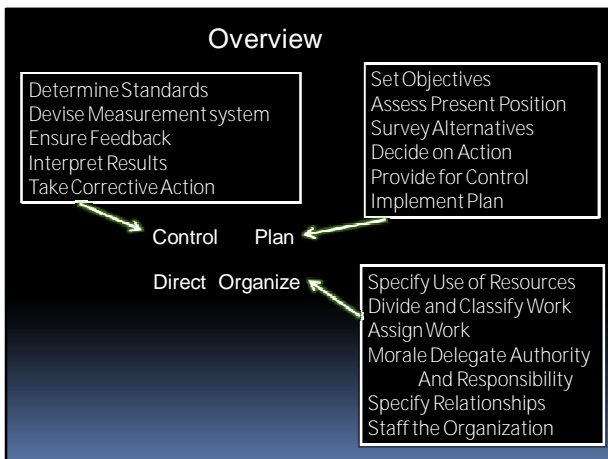 Overview
Determine Standards
Devise Measurement system
Ensure Feedback
Interpret Results
Take Corrective Action
Set Objectives
Assess Present Position
Survey Alternatives
Decide on Action
Provide for Control
Implement Plan
Control Plan
Direct Organize
Specify Use of Resources
Divide and Classify Work
Assign Work
Morale Delegate Authority
And Responsibility
Specify Relationships
Staff the Organization